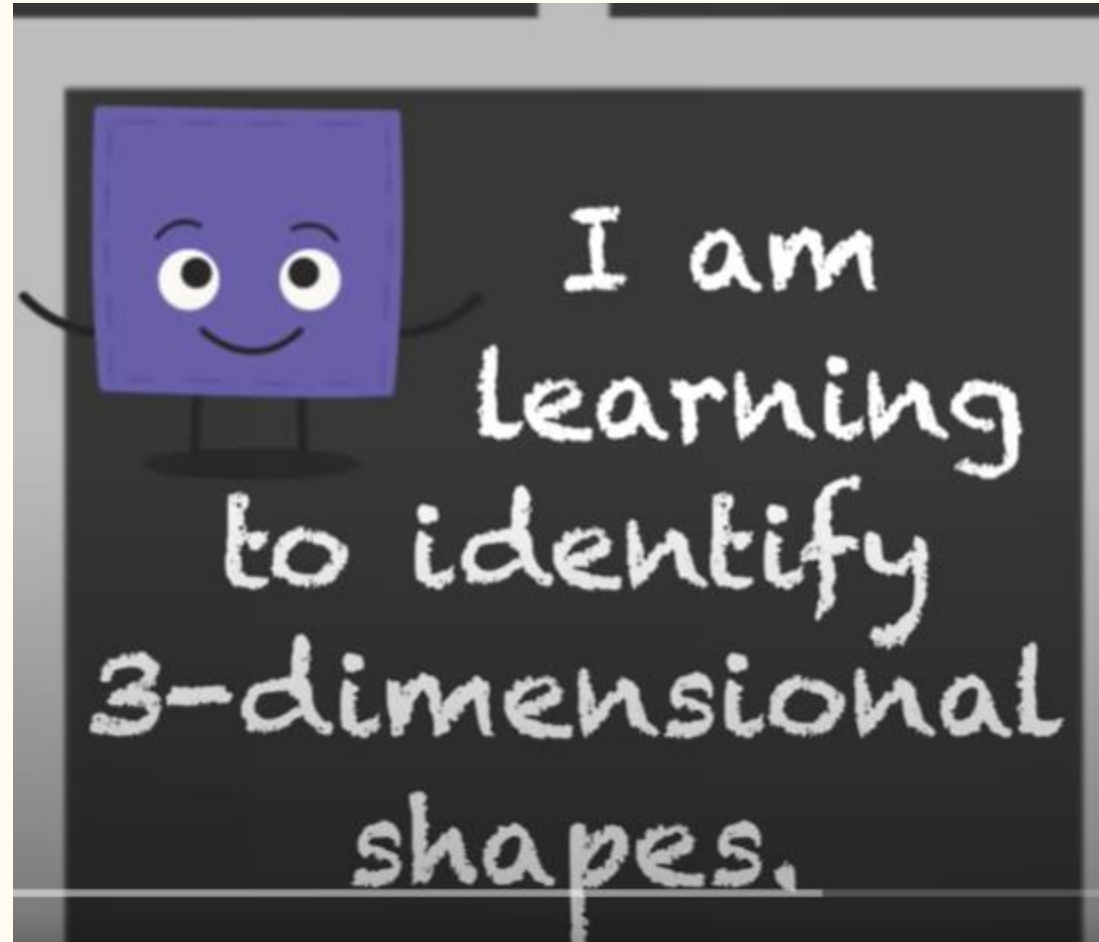 I am
learning
to identify
3-dimensional
shapes.